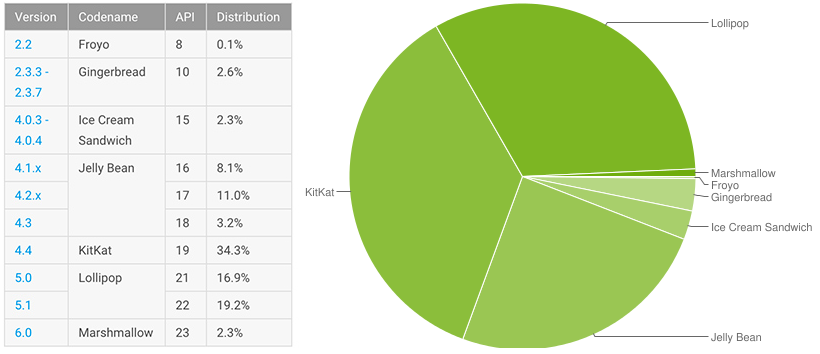 Version Codename API Distribution
2.2 Froyo 8 0.1%
2.3.3 - Gingerbread 10 2.6%
2.3.7
4.0.3 - Ice Cream 15 2.3%
4.0.4 Sandwich
4.1.x Jelly Bean 16 8.1%
4.2.x 17 11.0%
4.3 18 3.2%
4.4 KitKat 19 34.3%
5.0 Lollipop 21 16.9%
5.1 22 19.2%
6.0 Marshmallow 23 2.3%
Lollipop
Marshmallow
Froyo
Gingerbread
KitKat
Ice Cream Sandwich
Jelly Bean